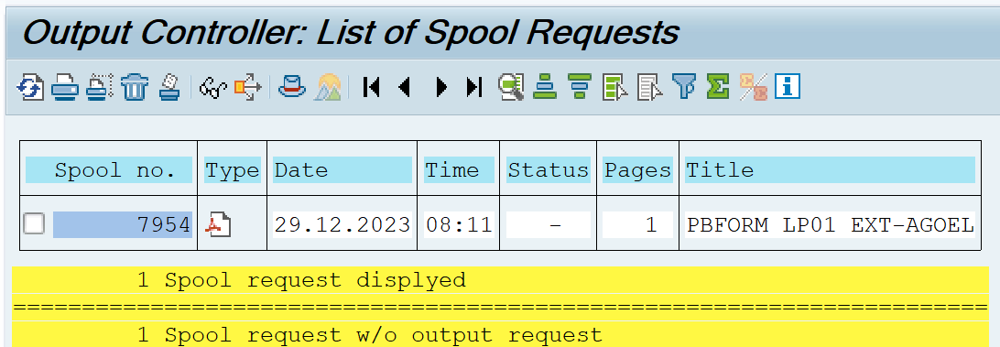 Output Controller: List of Spool Requests
Spool no. Type Date Time Status Pages Title
7954 29.12.2023 08:11 - 1 PBFORM LP01 EXT-AGOEL
1 Spool request displyed
=======================================================================
1 Spool request w/o output request